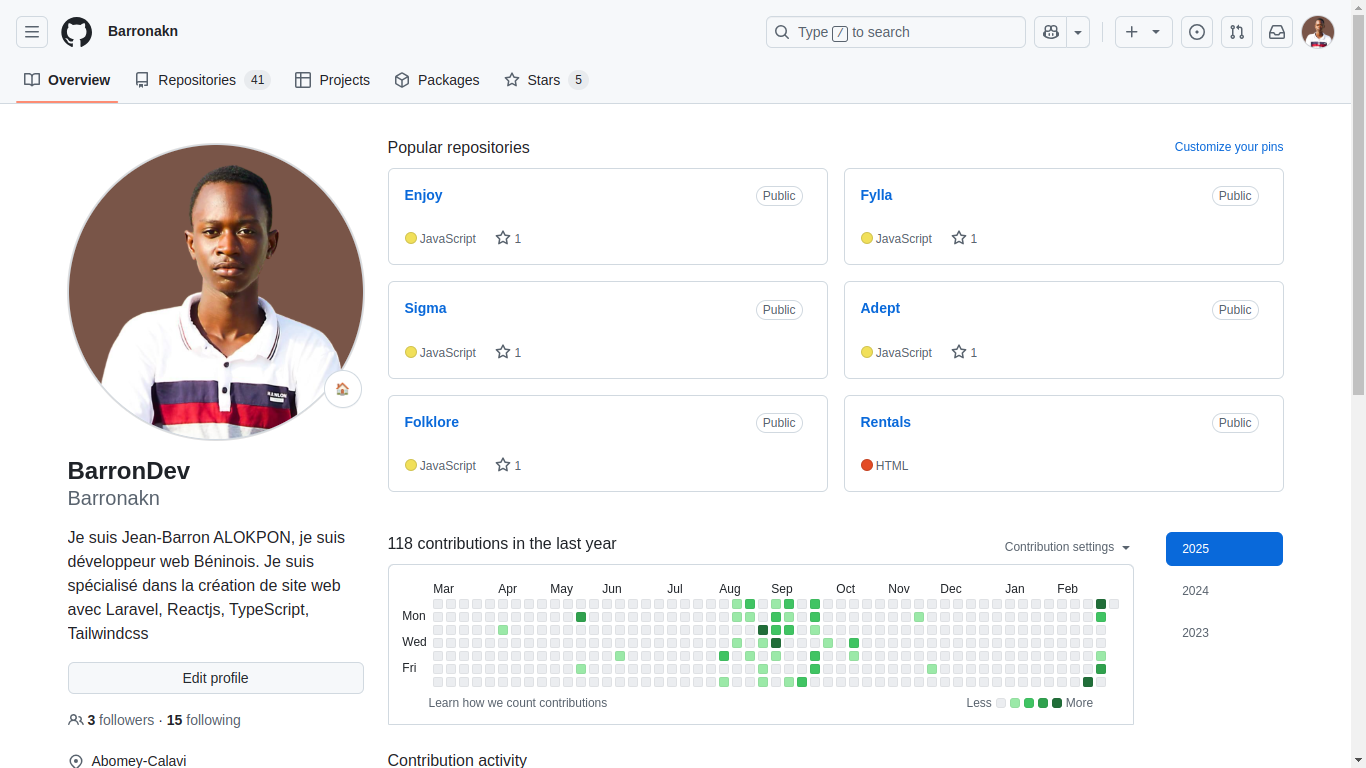 Barronakn
Type / to search
Overview
Repositories 41
Projects
Packages
Stars 5
Popular repositories
Customize your pins
Enjoy Public
JavaScript 1
Fylla Public
JavaScript 1
Sigma Public
JavaScript 1
Adept Public
JavaScript 1
Folklore Public
JavaScript 1
Rentals Public
HTML
BarronDev
Barronakn
Je suis Jean-Barron ALOKPON, je suis
développeur web Béninois. Je suis
spécialisé dans la création de site web
avec Laravel, Reactjs, TypeScript,
Tailwindcss
Edit profile
3 followers · 15 following
Abomey-Calavi
118 contributions in the last year
Contribution settings
2025
2024
2023
Mar Apr May Jun Jul Aug Sep Oct Nov Dec Jan Feb
Mon
Wed
Fri
Learn how we count contributions
Less More
Contribution activity